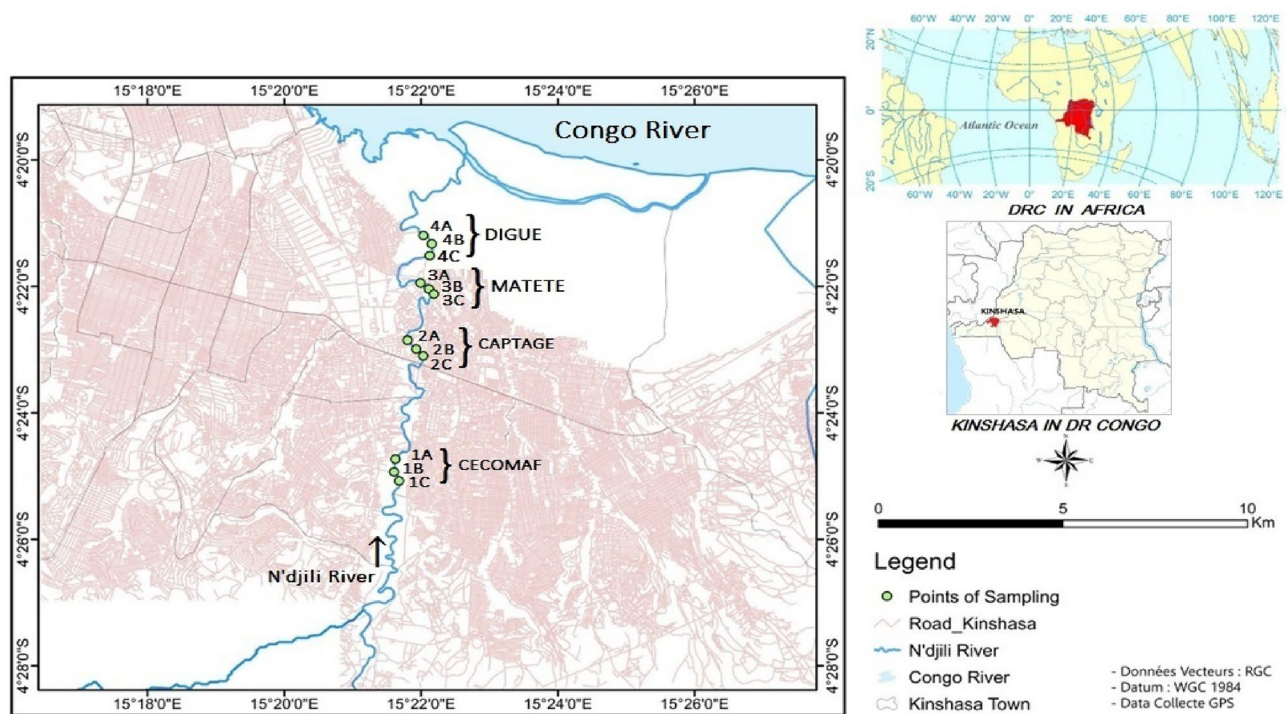 15°18'0"E 15°20'0"E 15°22'0"E 15°24'0"E 15°26'0"E
4°20'0"S
4°22'0"S
4°24'0"S
4°26'0"S
4°28'0"S
Congo River
4A
4B
4C
} DIGUE
3A
3B
3C
} MATETE
2A
2B
2C
} CAPTAGE
1A
1B
1C
} CECOMAF
N'djili River
4°20'0"S
4°22'0"S
4°24'0"S
4°26'0"S
4°28'0"S
15°18'0"E 15°20'0"E 15°22'0"E 15°24'0"E 15°26'0"E
60°W 40°W 20°W 0° 20°E 40°E 60°E 80°E 100°E 120°E
20°N
0°
20°S
Atlantic Ocean
20°N
0°
20°S
60°W 40°W 20°W 0° 20°E 40°E 60°E 80°E 100°E 120°E
DRC IN AFRICA
KINSHASA
KINSHASA IN DR CONGO
N
W E
S
0 5 10
Km
Legend
Points of Sampling
Road_Kinshasa
N'djili River
Congo River
Kinshasa Town
- Données Vecteurs : RGC
- Datum : WGC 1984
- Data Collecte GPS